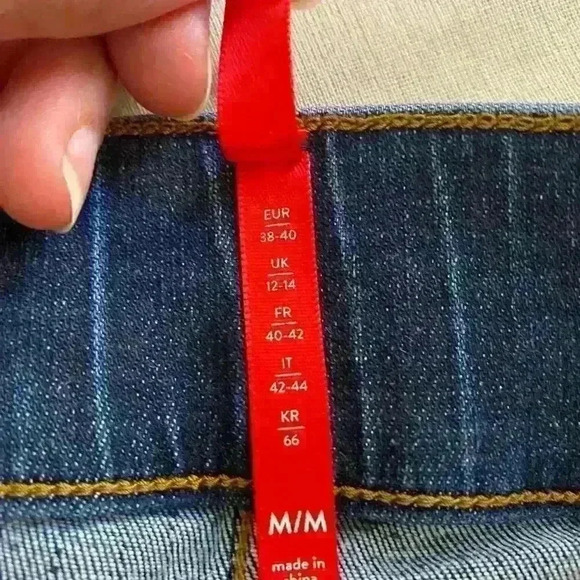 EUR
38-40
UK
12-14
FR
40-42
IT
42-44
KR
66
M/M
made in
china